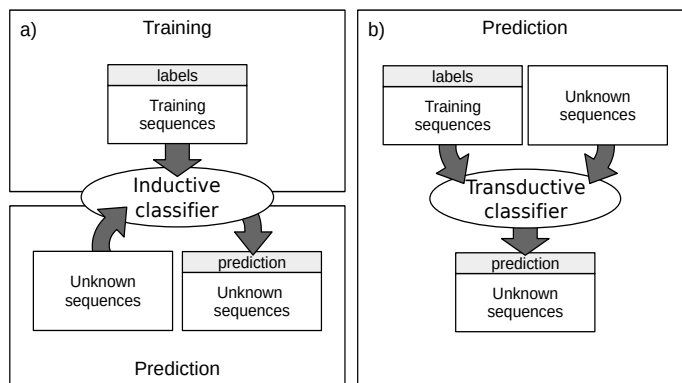 a)
Training
labels
Training
sequences
Inductive
classifier
Unknown
sequences
prediction
Unknown
sequences
Prediction
b)
Prediction
labels
Training
sequences
Unknown
sequences
Transductive
classifier
prediction
Unknown
sequences